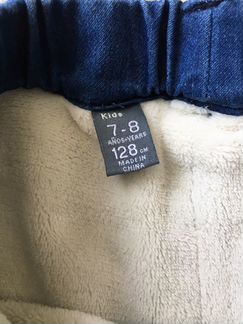 Kids
7-8
AÑOS-YEARS
128 CM
MADE IN
CHINA